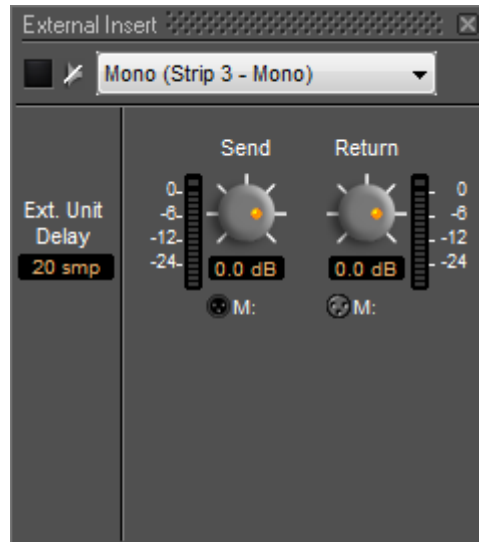 External Insert
Mono (Strip 3 - Mono)
Send Return
Ext. Unit
Delay
20 smp
0 0
-6 -6
-12 -12
-24 -24
0.0 dB 0.0 dB
M: M: